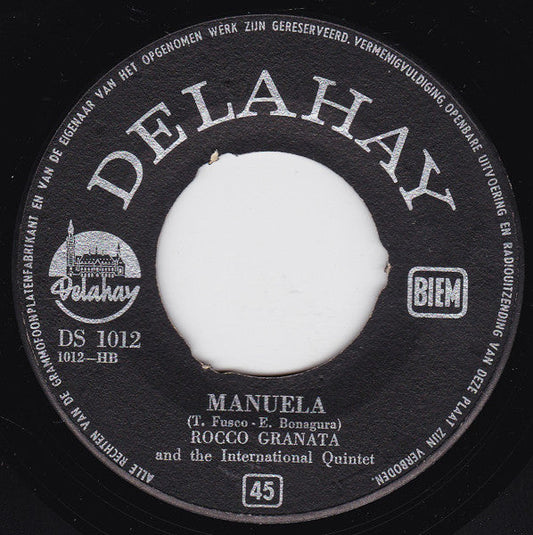 ALLE RECHTEN VAN DE GRAMMOFOONPLATENFABRIKANT EN VAN DE EIGENAAR VAN HET OPGENOMEN WERK ZIJN GERESERVEERD. VERMENIGVULDIGING, OPENBARE UITVOERING EN RADIOUITZENDING VAN DEZE PLAAT ZIJN VERBODEN.
DELAHAY
Delahay
BIEM
DS 1012
1012-HB
MANUELA
(T. Fusco - E. Bonagura)
ROCCO GRANATA
and the International Quintet
45